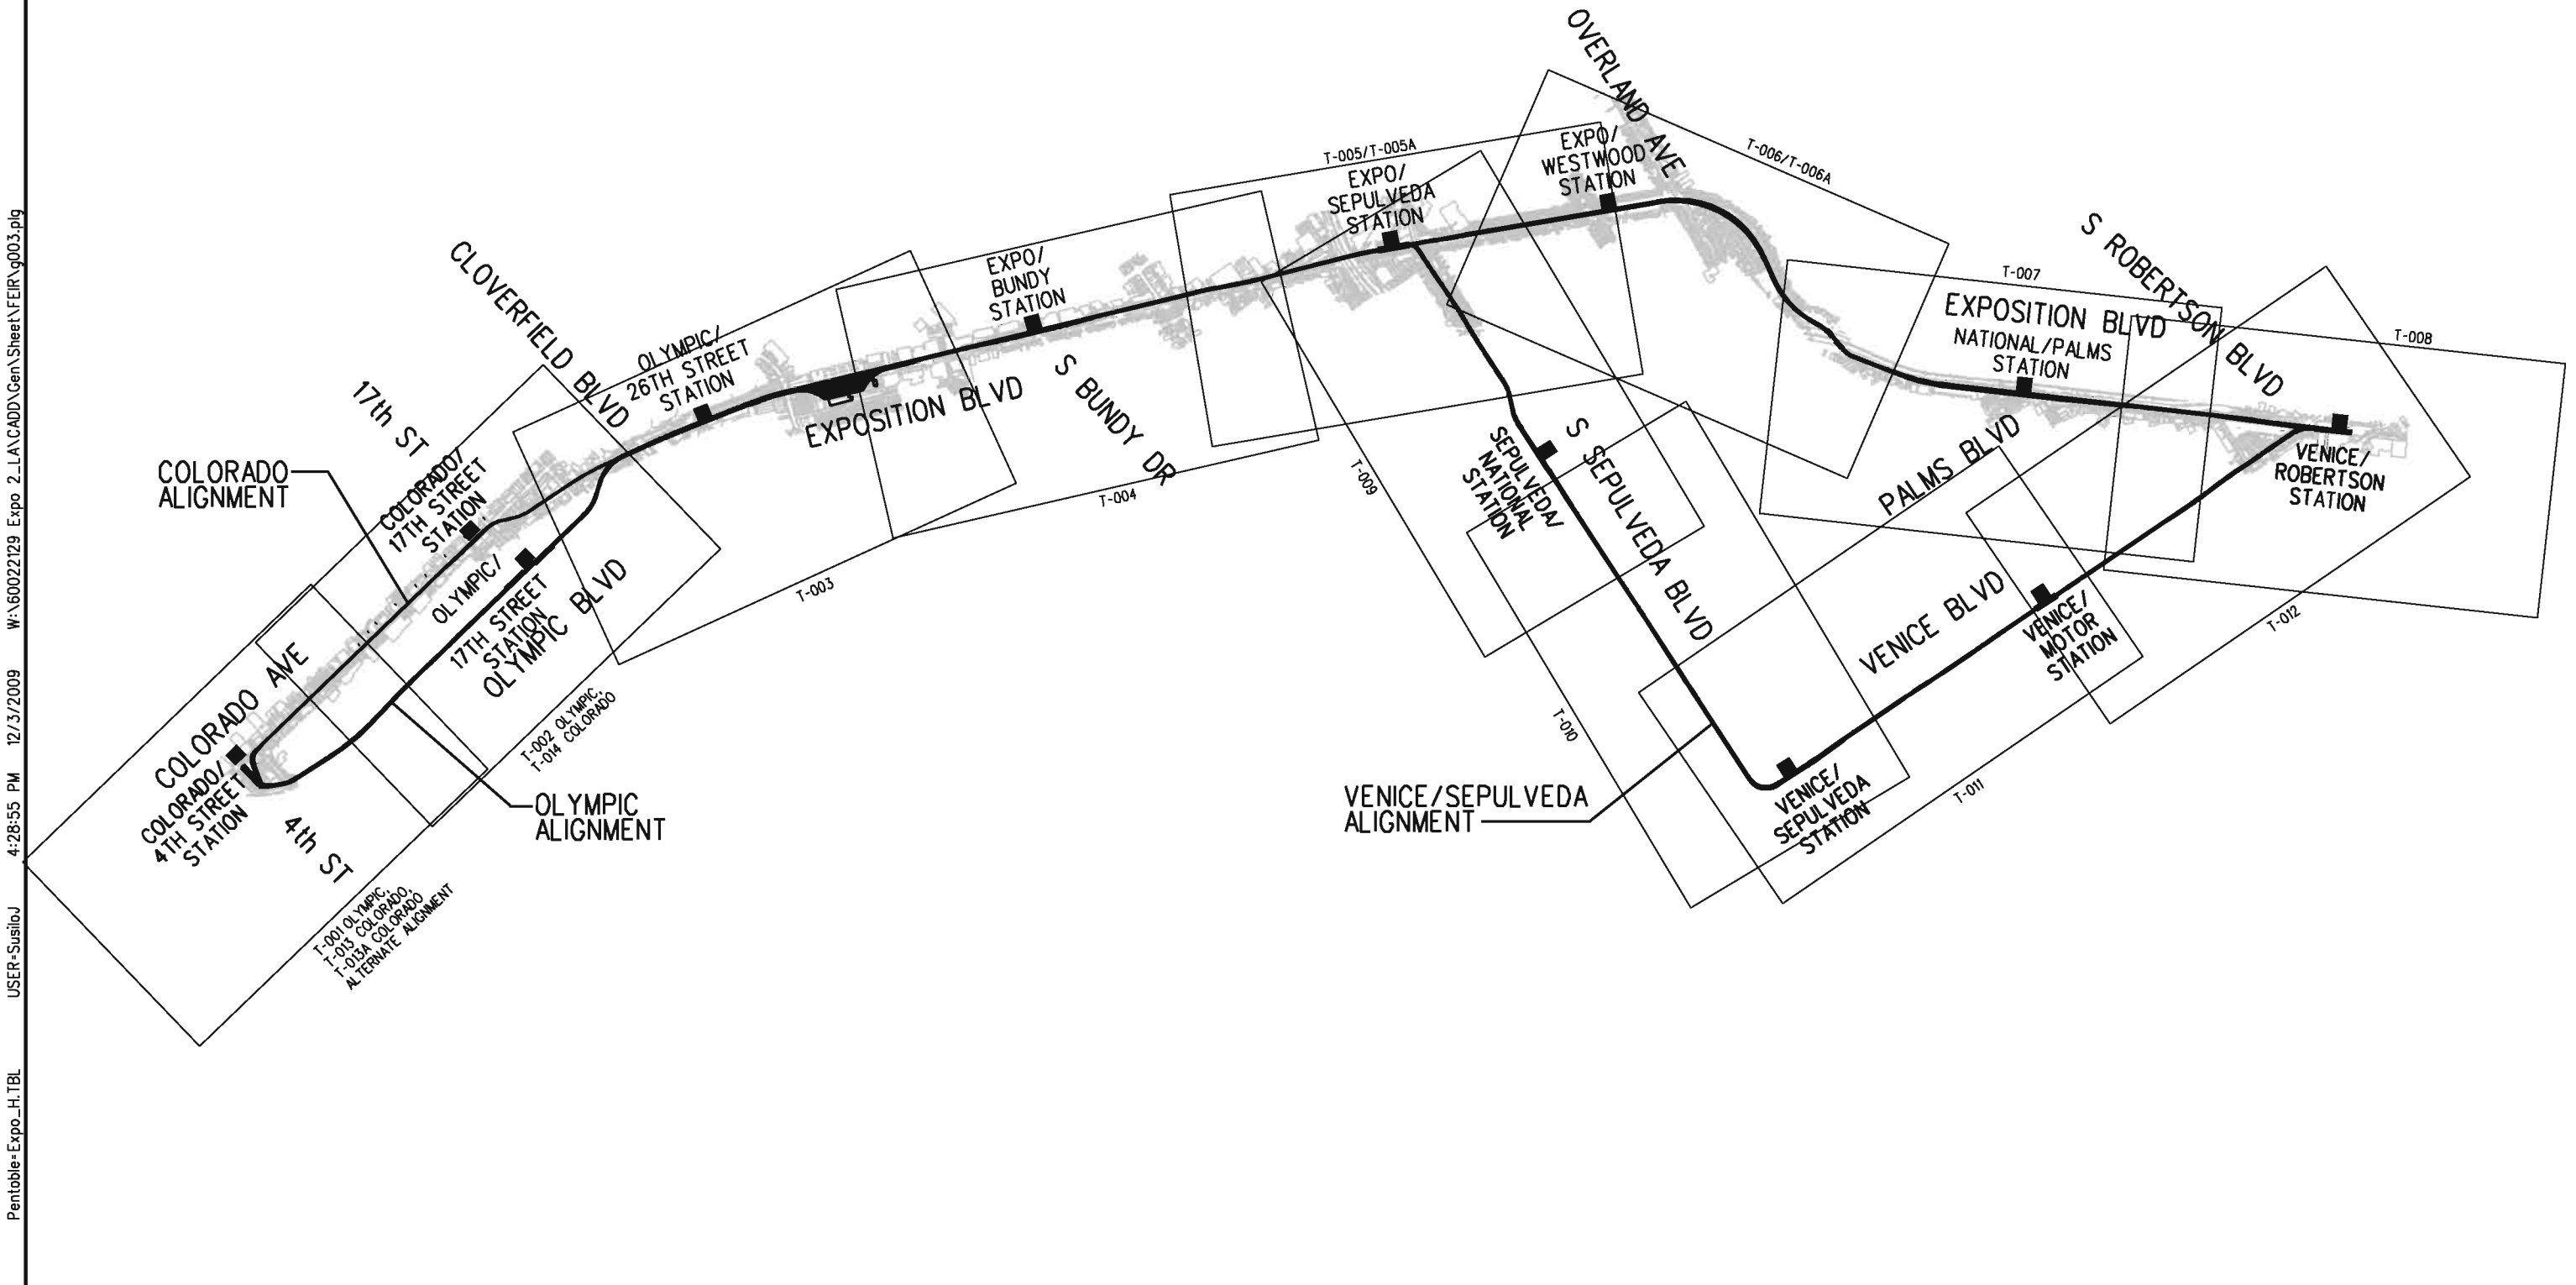 W:\60022129 Expo 2_LA\CADD\Gen\Sheet\FEIR\g003.plg
12/3/2009
4:28:55 PM
USER=SusiloJ
Pentable=Expo_H.TBL
COLORADO
ALIGNMENT
17th ST
CLOVERFIELD BLVD
COLORADO/
17TH STREET
STATION
OLYMPIC/
17TH STREET
STATION
OLYMPIC BLVD
COLORADO AVE
COLORADO/
4TH STREET
STATION
4th ST
OLYMPIC
ALIGNMENT
T-001 OLYMPIC,
T-013 COLORADO,
T-013A COLORADO
ALTERNATE ALIGNMENT
T-002 OLYMPIC,
T-014 COLORADO
OLYMPIC/
26TH STREET
STATION
T-003
EXPOSITION BLVD
EXPO/
BUNDY
STATION
S BUNDY DR
T-004
T-005/T-005A
EXPO/
SEPULVEDA
STATION
EXPO/
WESTWOOD
STATION
OVERLAND AVE
T-006/T-006A
T-009
SEPULVEDA/
NATIONAL
STATION
S SEPULVEDA BLVD
T-010
VENICE/SEPULVEDA
ALIGNMENT
VENICE/
SEPULVEDA
STATION
T-011
VENICE BLVD
VENICE/
MOTOR
STATION
T-012
PALMS BLVD
T-007
EXPOSITION BLVD
NATIONAL/PALMS
STATION
S ROBERTSON BLVD
T-008
VENICE/
ROBERTSON
STATION